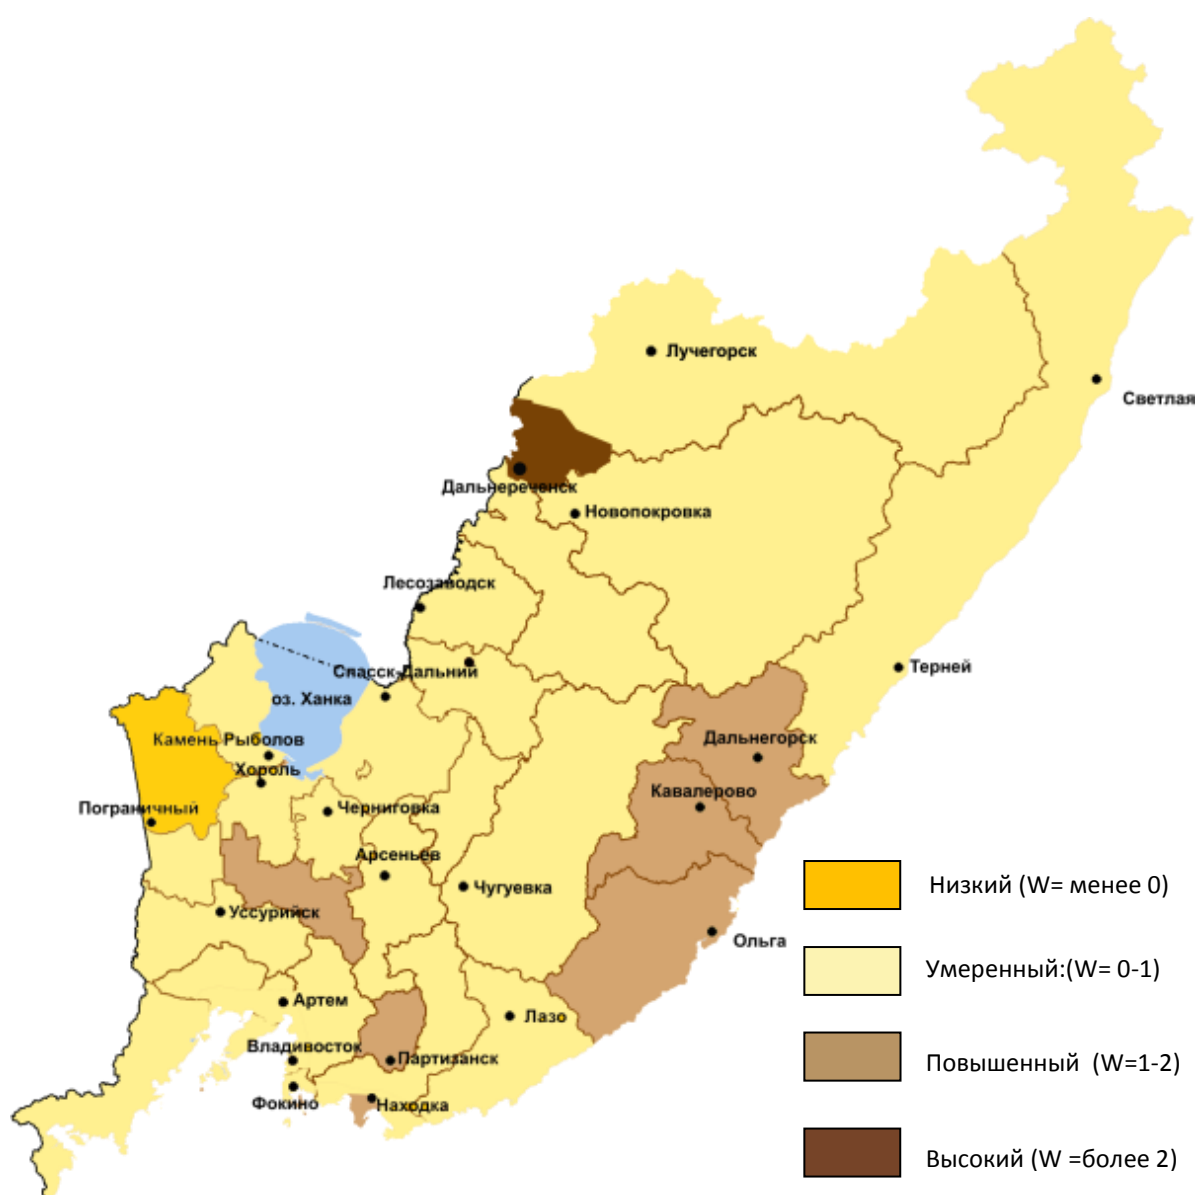 Лучегорск
Светлая
Дальнереченск
Новопокровка
Лесозаводск
Терней
Спасск-Дальний
оз. Ханка
Камень Рыболов
Дальнегорск
Хороль
Кавалерово
Пограничный
Черниговка
Арсеньев
Чугуевка
Низкий (W= менее 0)
Уссурийск
Ольга
Умеренный:(W= 0-1)
Артем
Лазо
Владивосток
Партизанск
Повышенный (W=1-2)
Фокино
Находка
Высокий (W =более 2)